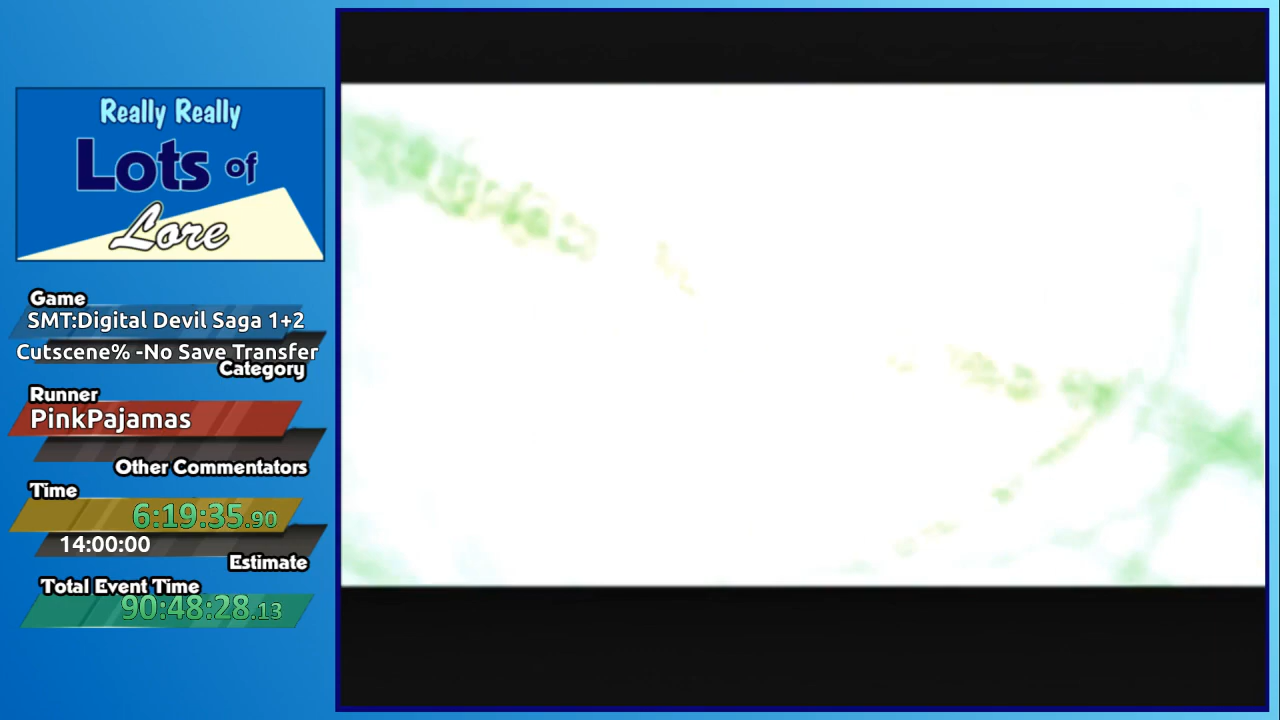 Really Really
Lots of
Lore
Game
SMT:Digital Devil Saga 1+2
Cutscene% -No Save Transfer
Category
Runner
PinkPajamas
Other Commentators
Time
6:19:35.90
14:00:00
Estimate
Total Event Time
90:48:28.13